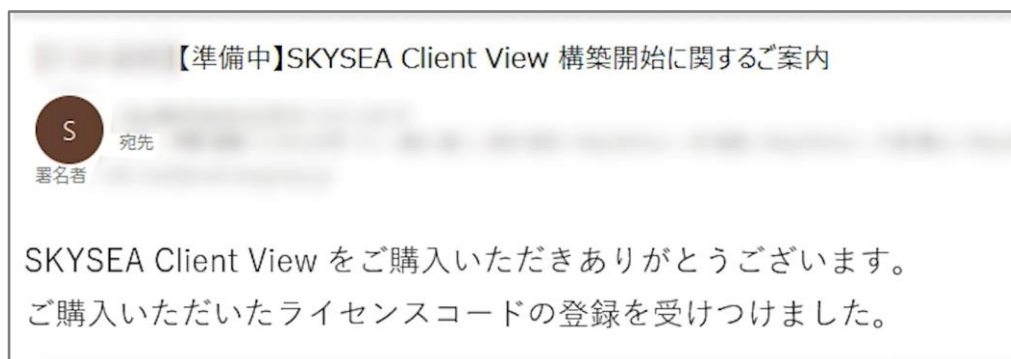 【準備中】SKYSEA Client View 構築開始に関するご案内
S
宛先
署名者
SKYSEA Client View をご購入いただきありがとうございます。
ご購入いただいたライセンスコードの登録を受けつけました。